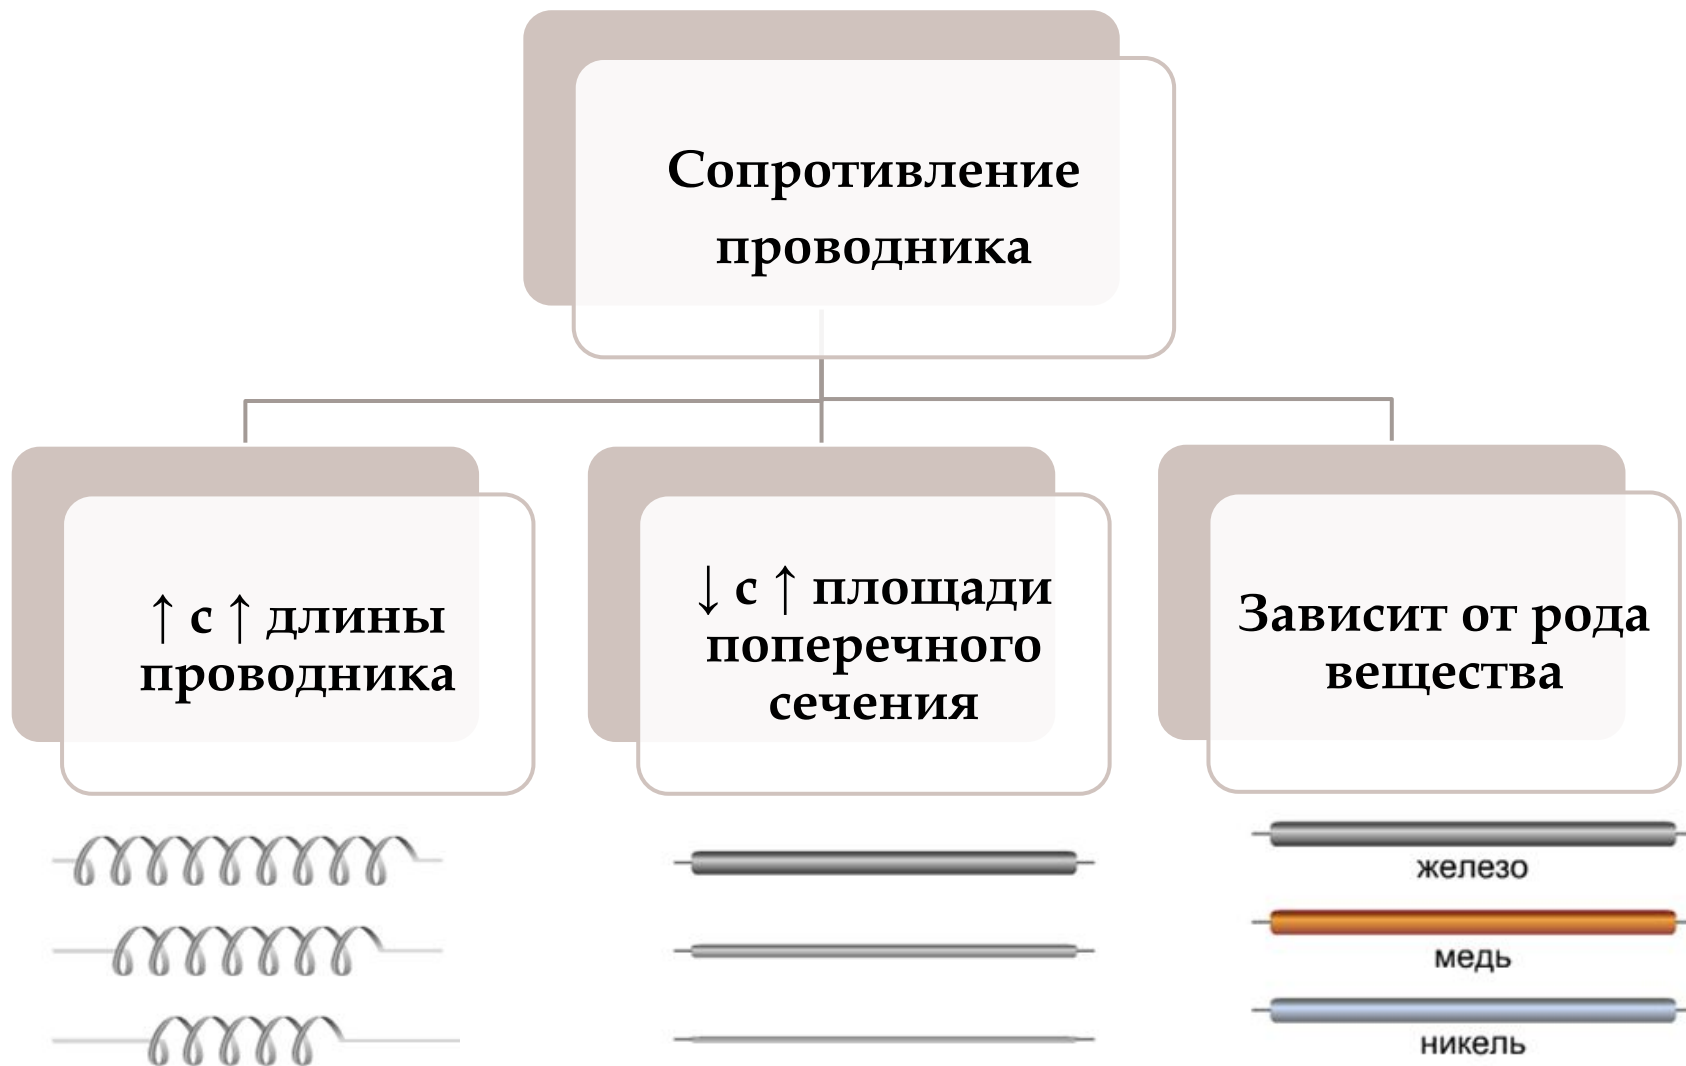 Сопротивление
проводника
↑ с ↑ длины
проводника
↓ с ↑ площади
поперечного
сечения
Зависит от рода
вещества
железо
медь
никель